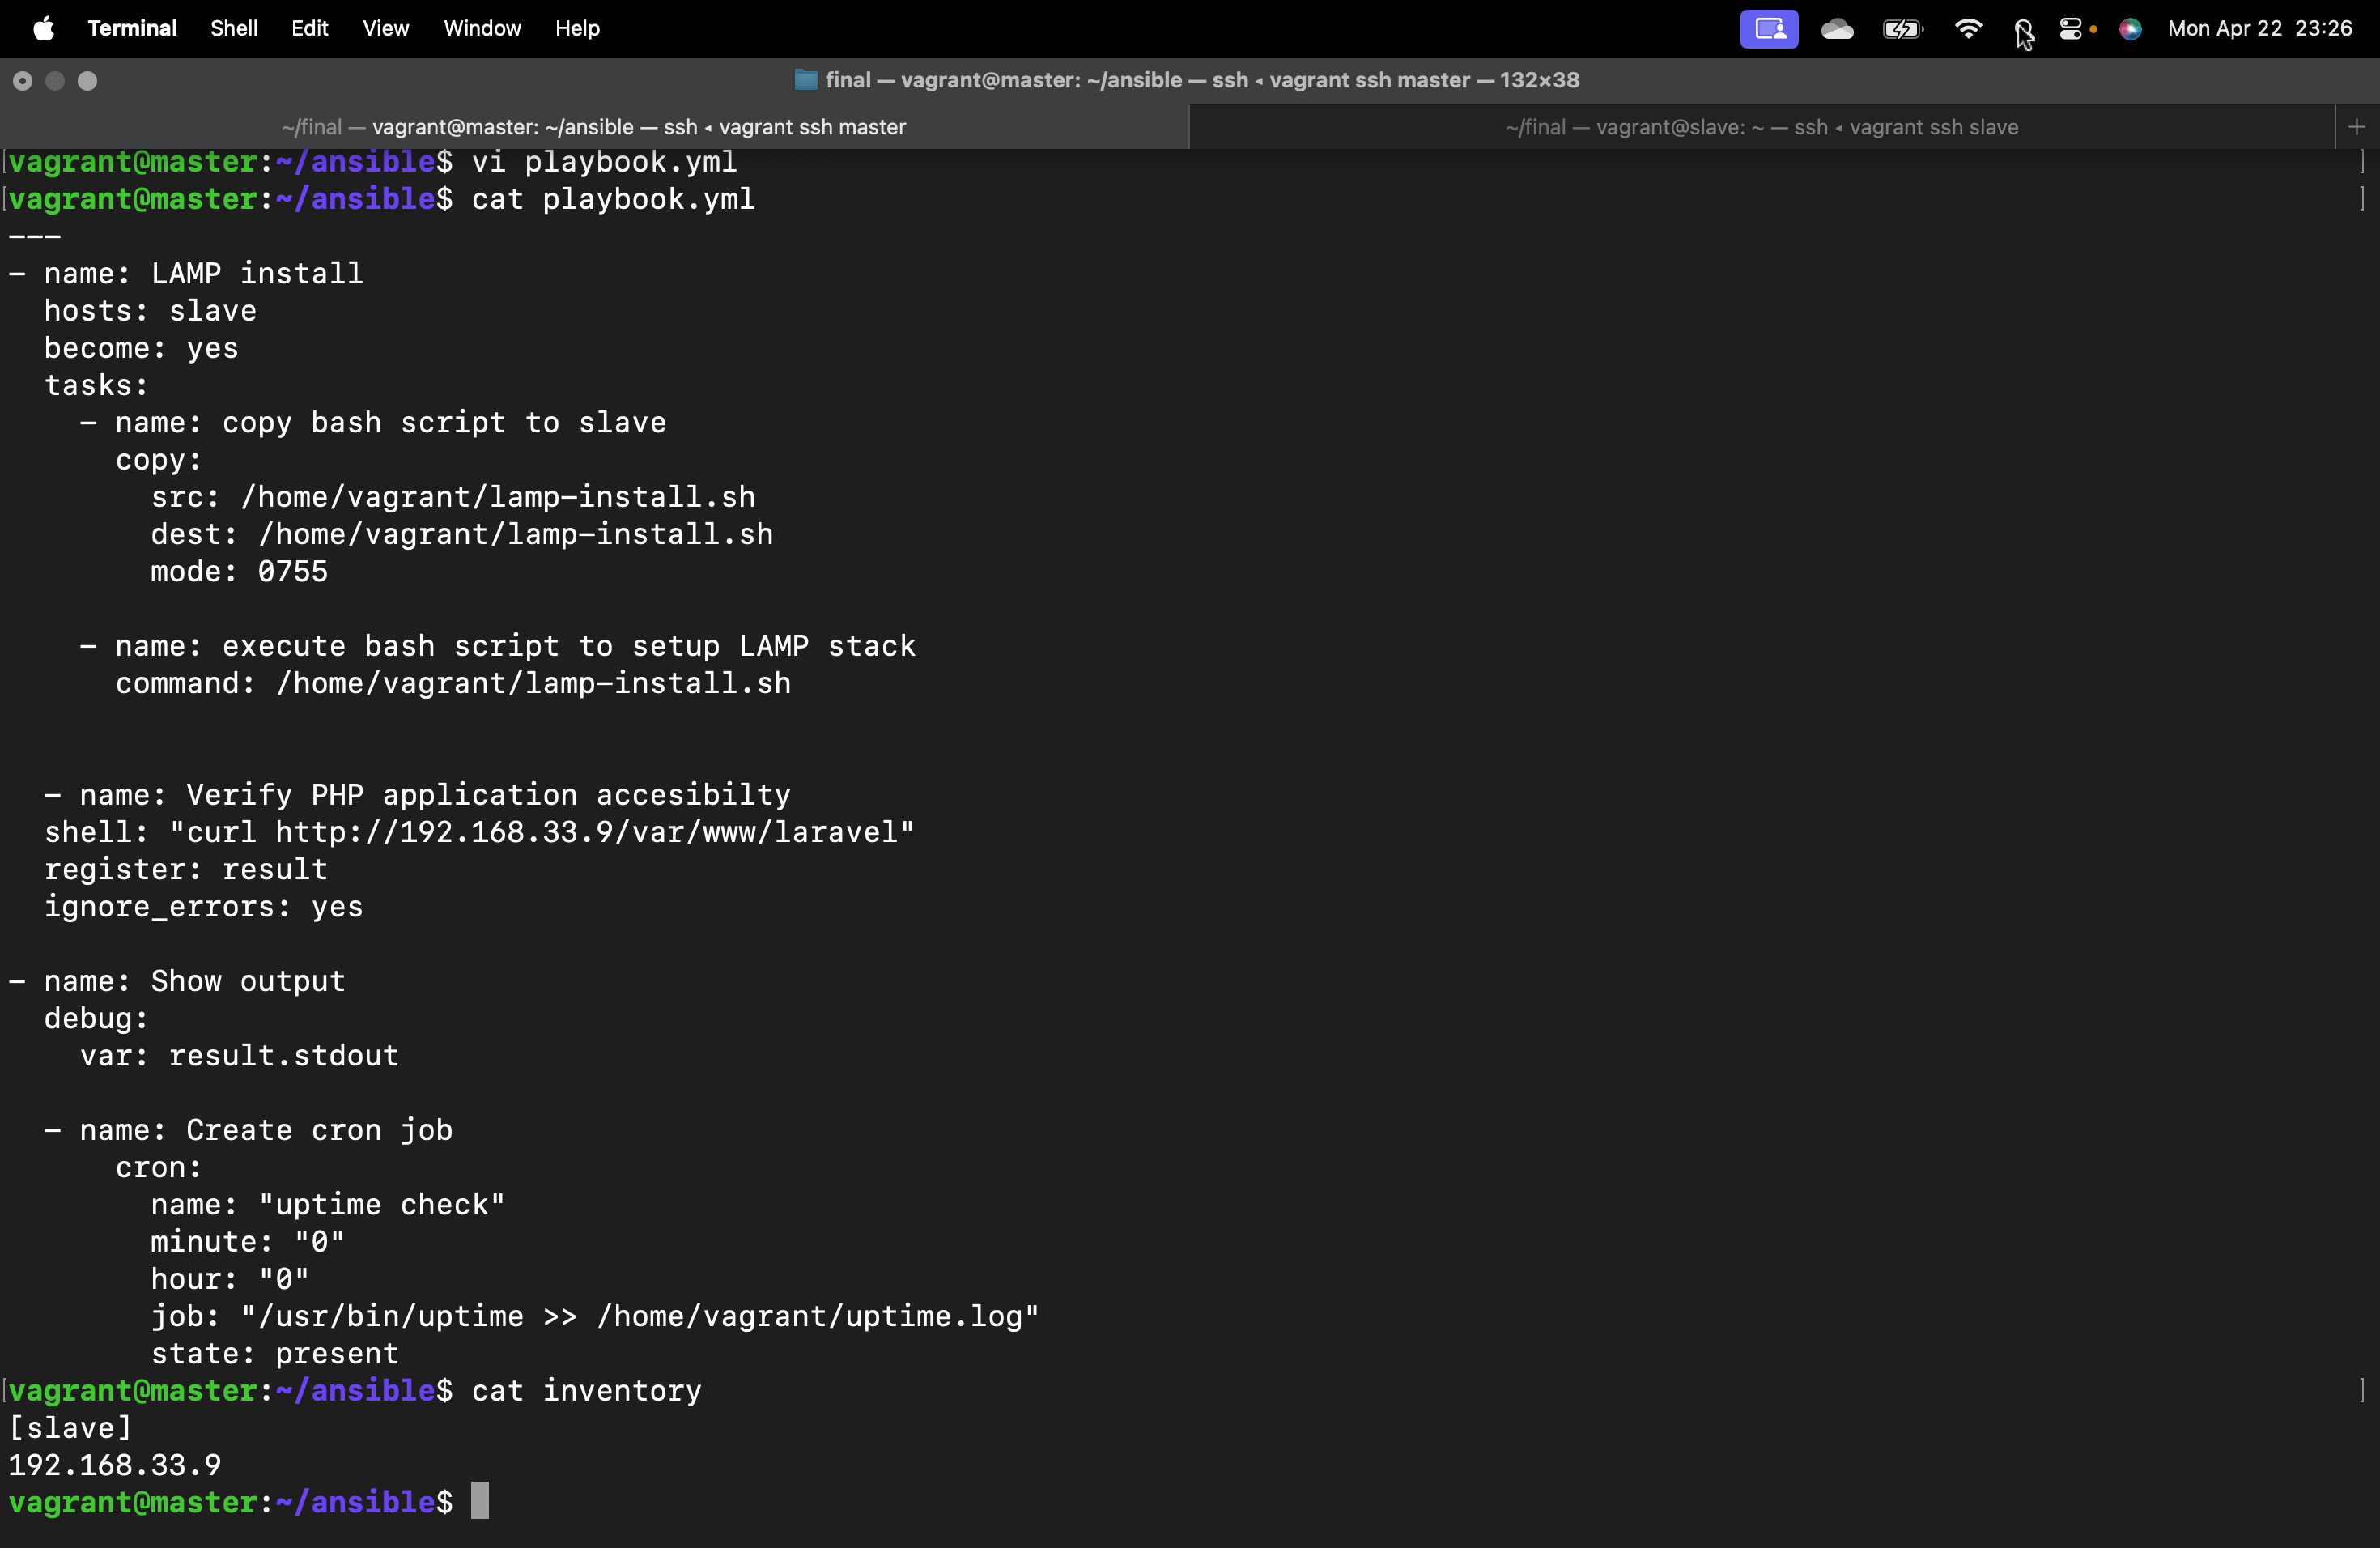 Terminal Shell Edit View Window Help Mon Apr 22 23:26
final — vagrant@master: ~/ansible — ssh ◂ vagrant ssh master — 132×38
~/final — vagrant@master: ~/ansible — ssh ◂ vagrant ssh master ~/final — vagrant@slave: ~ — ssh ◂ vagrant ssh slave +
[vagrant@master:~/ansible$ vi playbook.yml ]
[vagrant@master:~/ansible$ cat playbook.yml ]
---
- name: LAMP install
  hosts: slave
  become: yes
  tasks:
    - name: copy bash script to slave
      copy:
        src: /home/vagrant/lamp-install.sh
        dest: /home/vagrant/lamp-install.sh
        mode: 0755
    - name: execute bash script to setup LAMP stack
      command: /home/vagrant/lamp-install.sh
  - name: Verify PHP application accesibilty
  shell: "curl http://192.168.33.9/var/www/laravel"
  register: result
  ignore_errors: yes
- name: Show output
  debug:
    var: result.stdout
  - name: Create cron job
      cron:
        name: "uptime check"
        minute: "0"
        hour: "0"
        job: "/usr/bin/uptime >> /home/vagrant/uptime.log"
        state: present
[vagrant@master:~/ansible$ cat inventory ]
[slave]
192.168.33.9
vagrant@master:~/ansible$